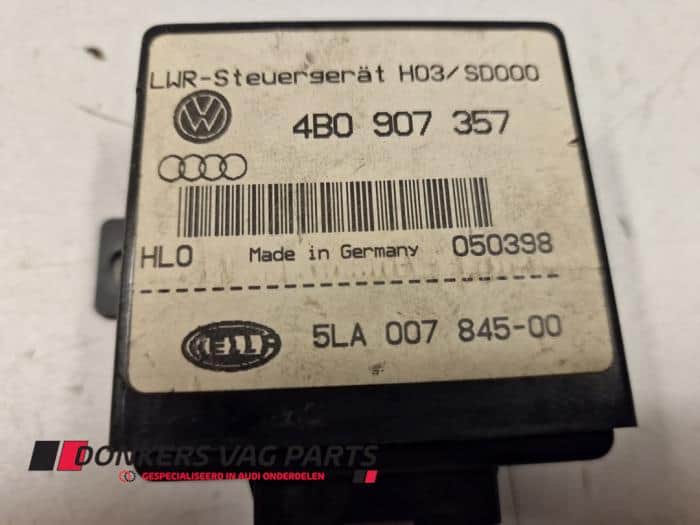 LWR-Steuergerät H03/SD000
4B0 907 357
HLO Made in Germany 050398
HELLA 5LA 007 845-00
DONKERS VAG PARTS
GESPECIALISEERD IN AUDI ONDERDELEN